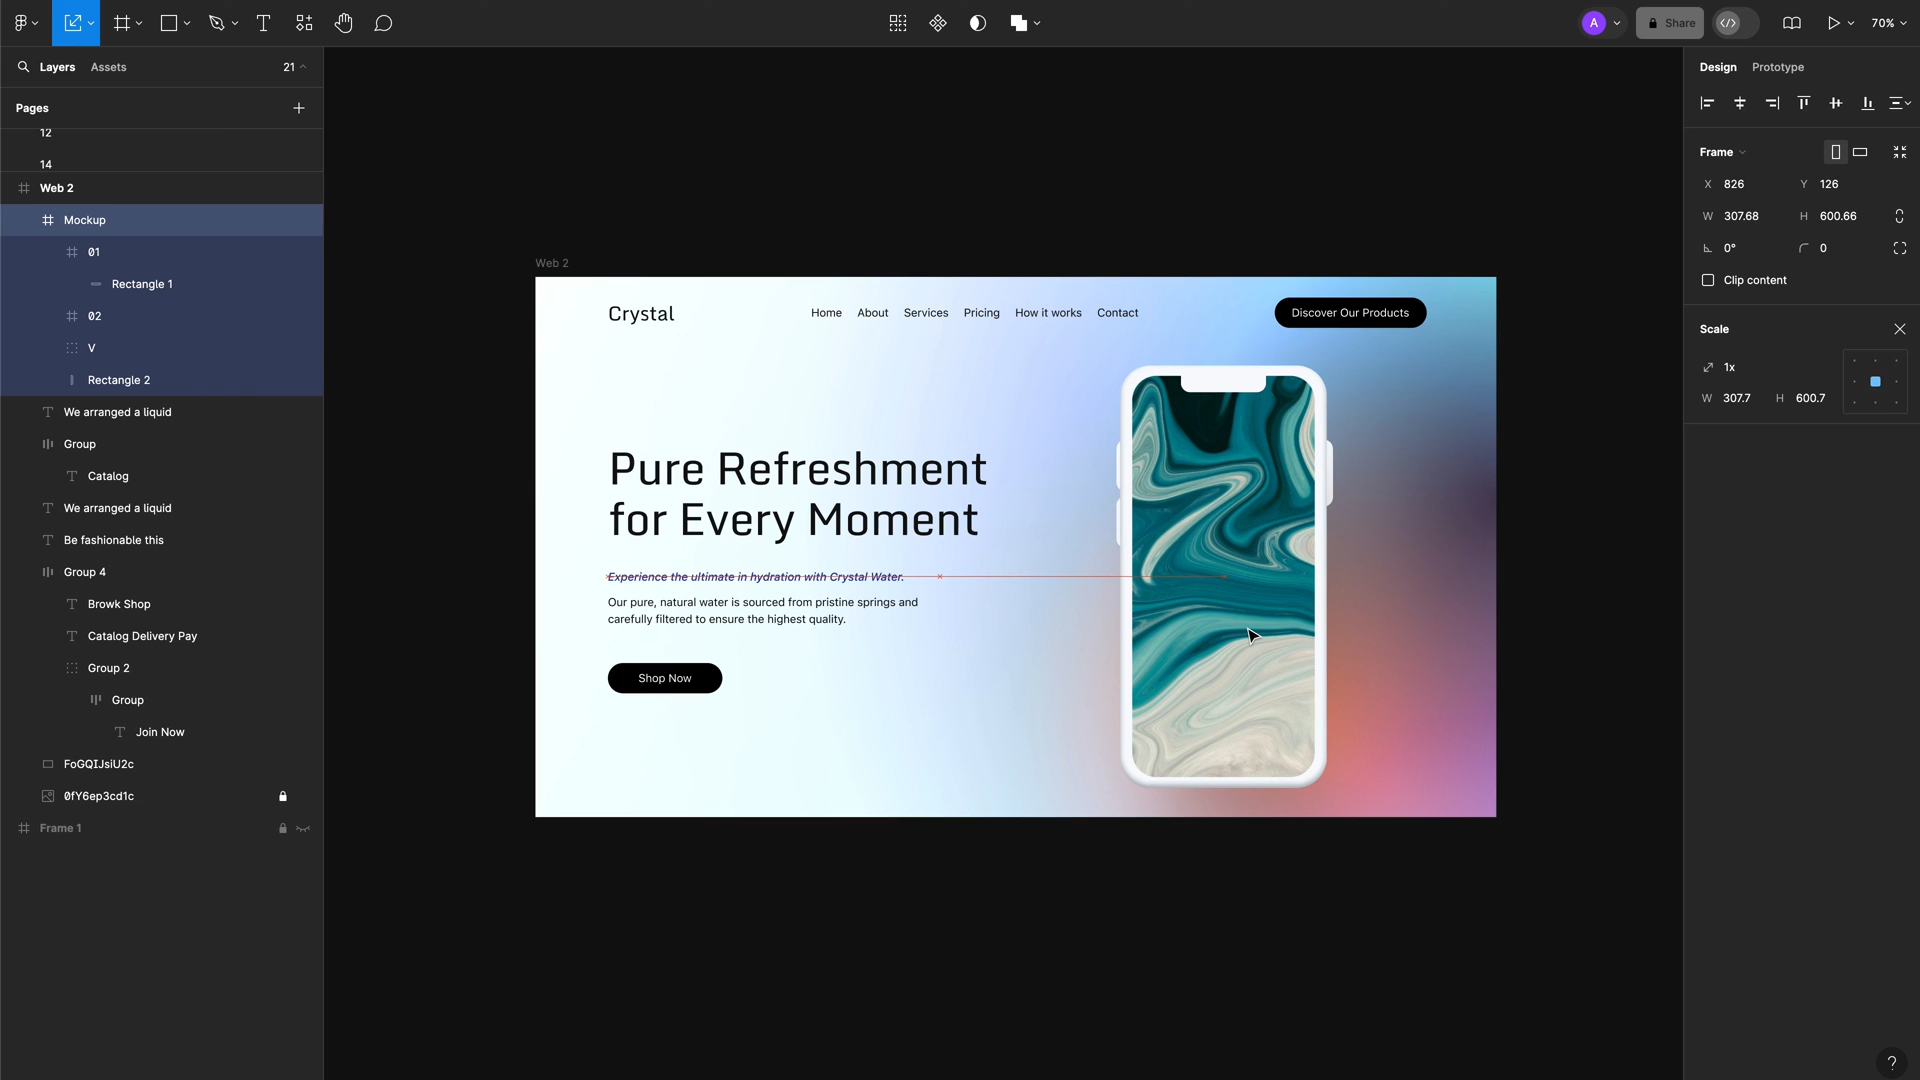 A
Share
70%
Layers
Assets
21
Pages
12
14
Web 2
Mockup
01
Rectangle 1
02
V
Rectangle 2
We arranged a liquid
Group
Catalog
We arranged a liquid
Be fashionable this
Group 4
Browk Shop
Catalog Delivery Pay
Group 2
Group
Join Now
FoGQIJsiU2c
0fY6ep3cd1c
Frame 1
Web 2
Crystal
Home About Services Pricing How it works Contact
Discover Our Products
Pure Refreshment
for Every Moment
Experience the ultimate in hydration with Crystal Water.
Our pure, natural water is sourced from pristine springs and
carefully filtered to ensure the highest quality.
Shop Now
Design Prototype
Frame
X 826 Y 126
W 307.68 H 600.66
0° 0
Clip content
Scale
1x
W 307.7 H 600.7
?